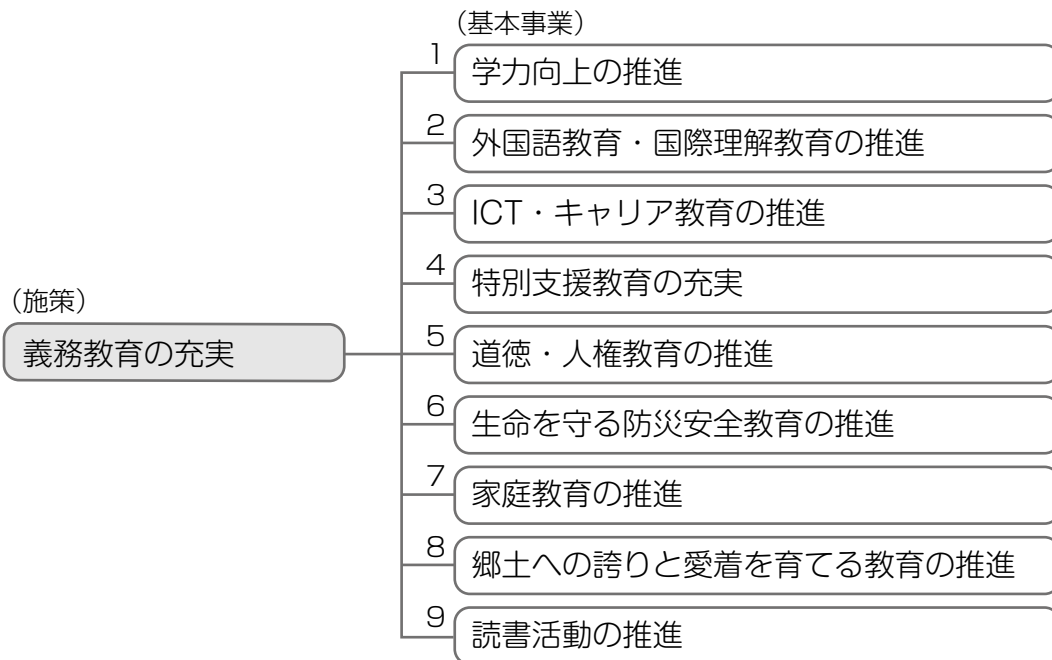 （基本事業）
1 学力向上の推進
2 外国語教育・国際理解教育の推進
3 ICT・キャリア教育の推進
4 特別支援教育の充実
（施策）
義務教育の充実
5 道徳・人権教育の推進
6 生命を守る防災安全教育の推進
7 家庭教育の推進
8 郷土への誇りと愛着を育てる教育の推進
9 読書活動の推進